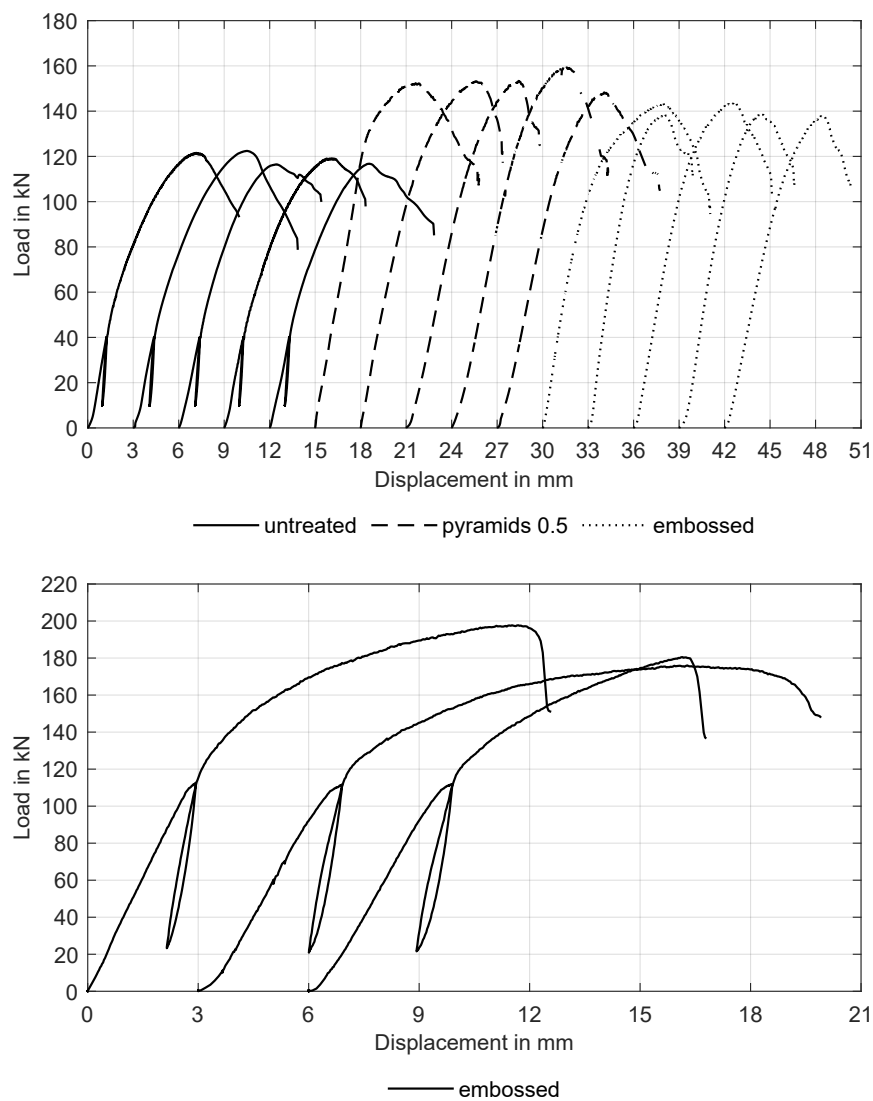 180
160
140
120
100
80
60
40
20
0
Load in kN
0 3 6 9 12 15 18 21 24 27 30 33 36 39 42 45 48 51
Displacement in mm
untreated pyramids 0.5 embossed
220
200
180
160
140
120
100
80
60
40
20
0
Load in kN
0 3 6 9 12 15 18 21
Displacement in mm
embossed